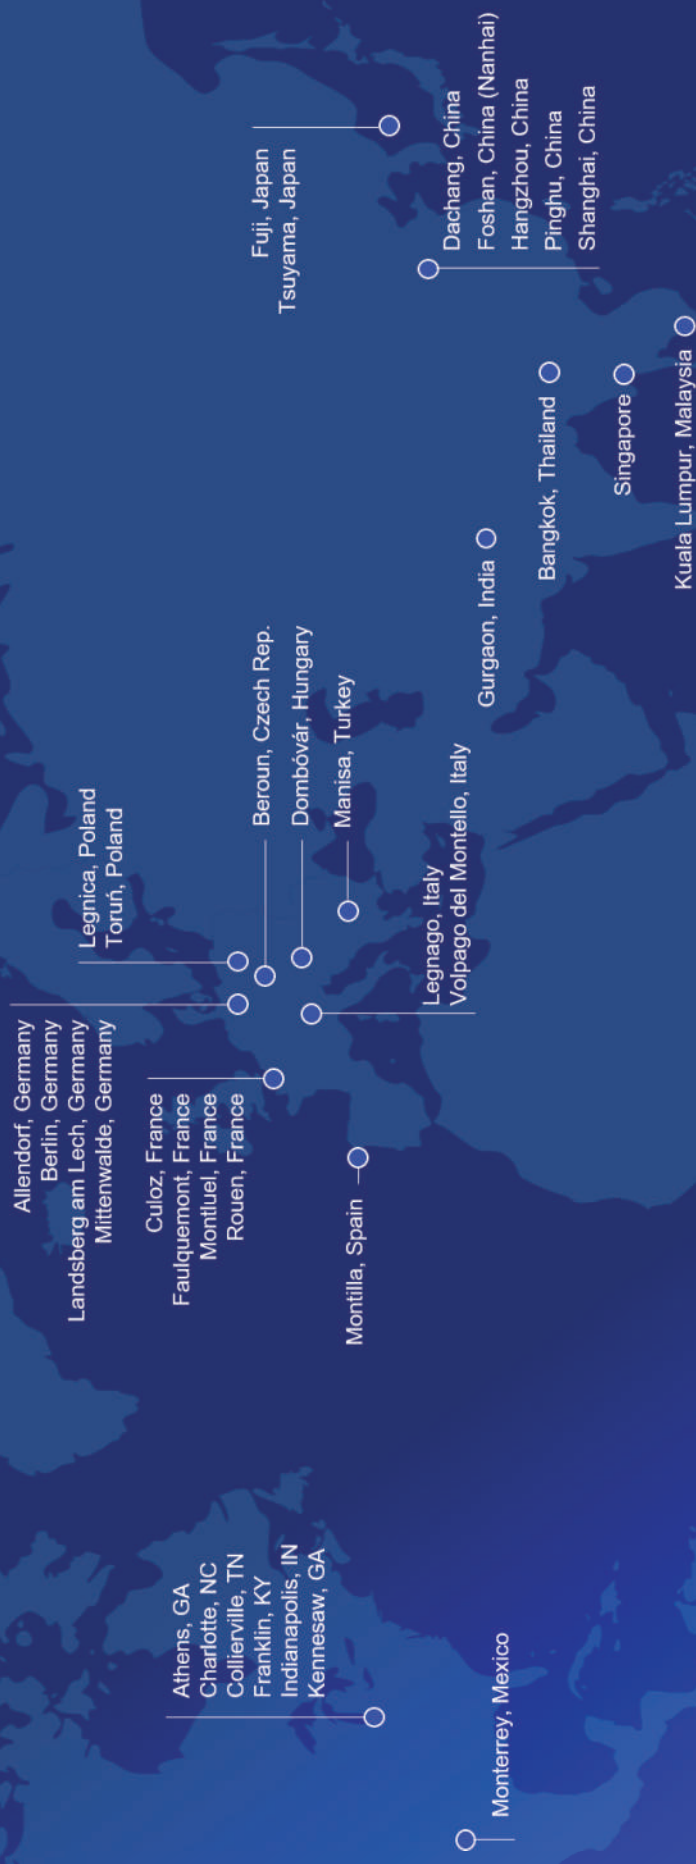 Allendorf, Germany
Berlin, Germany
Landsberg am Lech, Germany
Mittenwalde, Germany
Legnica, Poland
Toruń, Poland
Culoz, France
Faulquemont, France
Montluel, France
Rouen, France
Athens, GA
Charlotte, NC
Collierville, TN
Franklin, KY
Indianapolis, IN
Kennesaw, GA
Beroun, Czech Rep.
Dombóvár, Hungary
Manisa, Turkey
Fuji, Japan
Tsuyama, Japan
Montilla, Spain
Legnago, Italy
Volpago del Montello, Italy
Dachang, China
Foshan, China (Nanhai)
Hangzhou, China
Pinghu, China
Shanghai, China
Gurgaon, India
Monterrey, Mexico
Bangkok, Thailand
Singapore
Kuala Lumpur, Malaysia